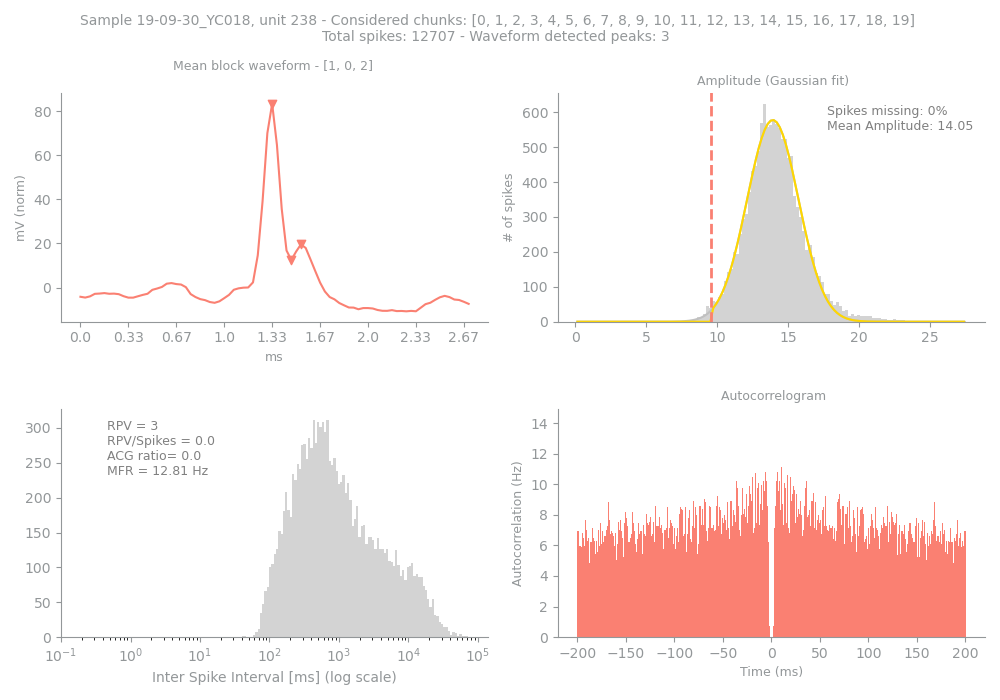 Sample 19-09-30_YC018, unit 238 - Considered chunks: [0, 1, 2, 3, 4, 5, 6, 7, 8, 9, 10, 11, 12, 13, 14, 15, 16, 17, 18, 19]
Total spikes: 12707 - Waveform detected peaks: 3
Mean block waveform - [1, 0, 2]
mV (norm)
80
60
40
20
0
0.0 0.33 0.67 1.0 1.33 1.67 2.0 2.33 2.67
ms
Amplitude (Gaussian fit)
Spikes missing: 0%
Mean Amplitude: 14.05
# of spikes
600
500
400
300
200
100
0
0 5 10 15 20 25
RPV = 3
RPV/Spikes = 0.0
ACG ratio= 0.0
MFR = 12.81 Hz
300
250
200
150
100
50
0
10⁻¹ 10⁰ 10¹ 10² 10³ 10⁴ 10⁵
Inter Spike Interval [ms] (log scale)
Autocorrelogram
Autocorrelation (Hz)
14
12
10
8
6
4
2
0
−200 −150 −100 −50 0 50 100 150 200
Time (ms)